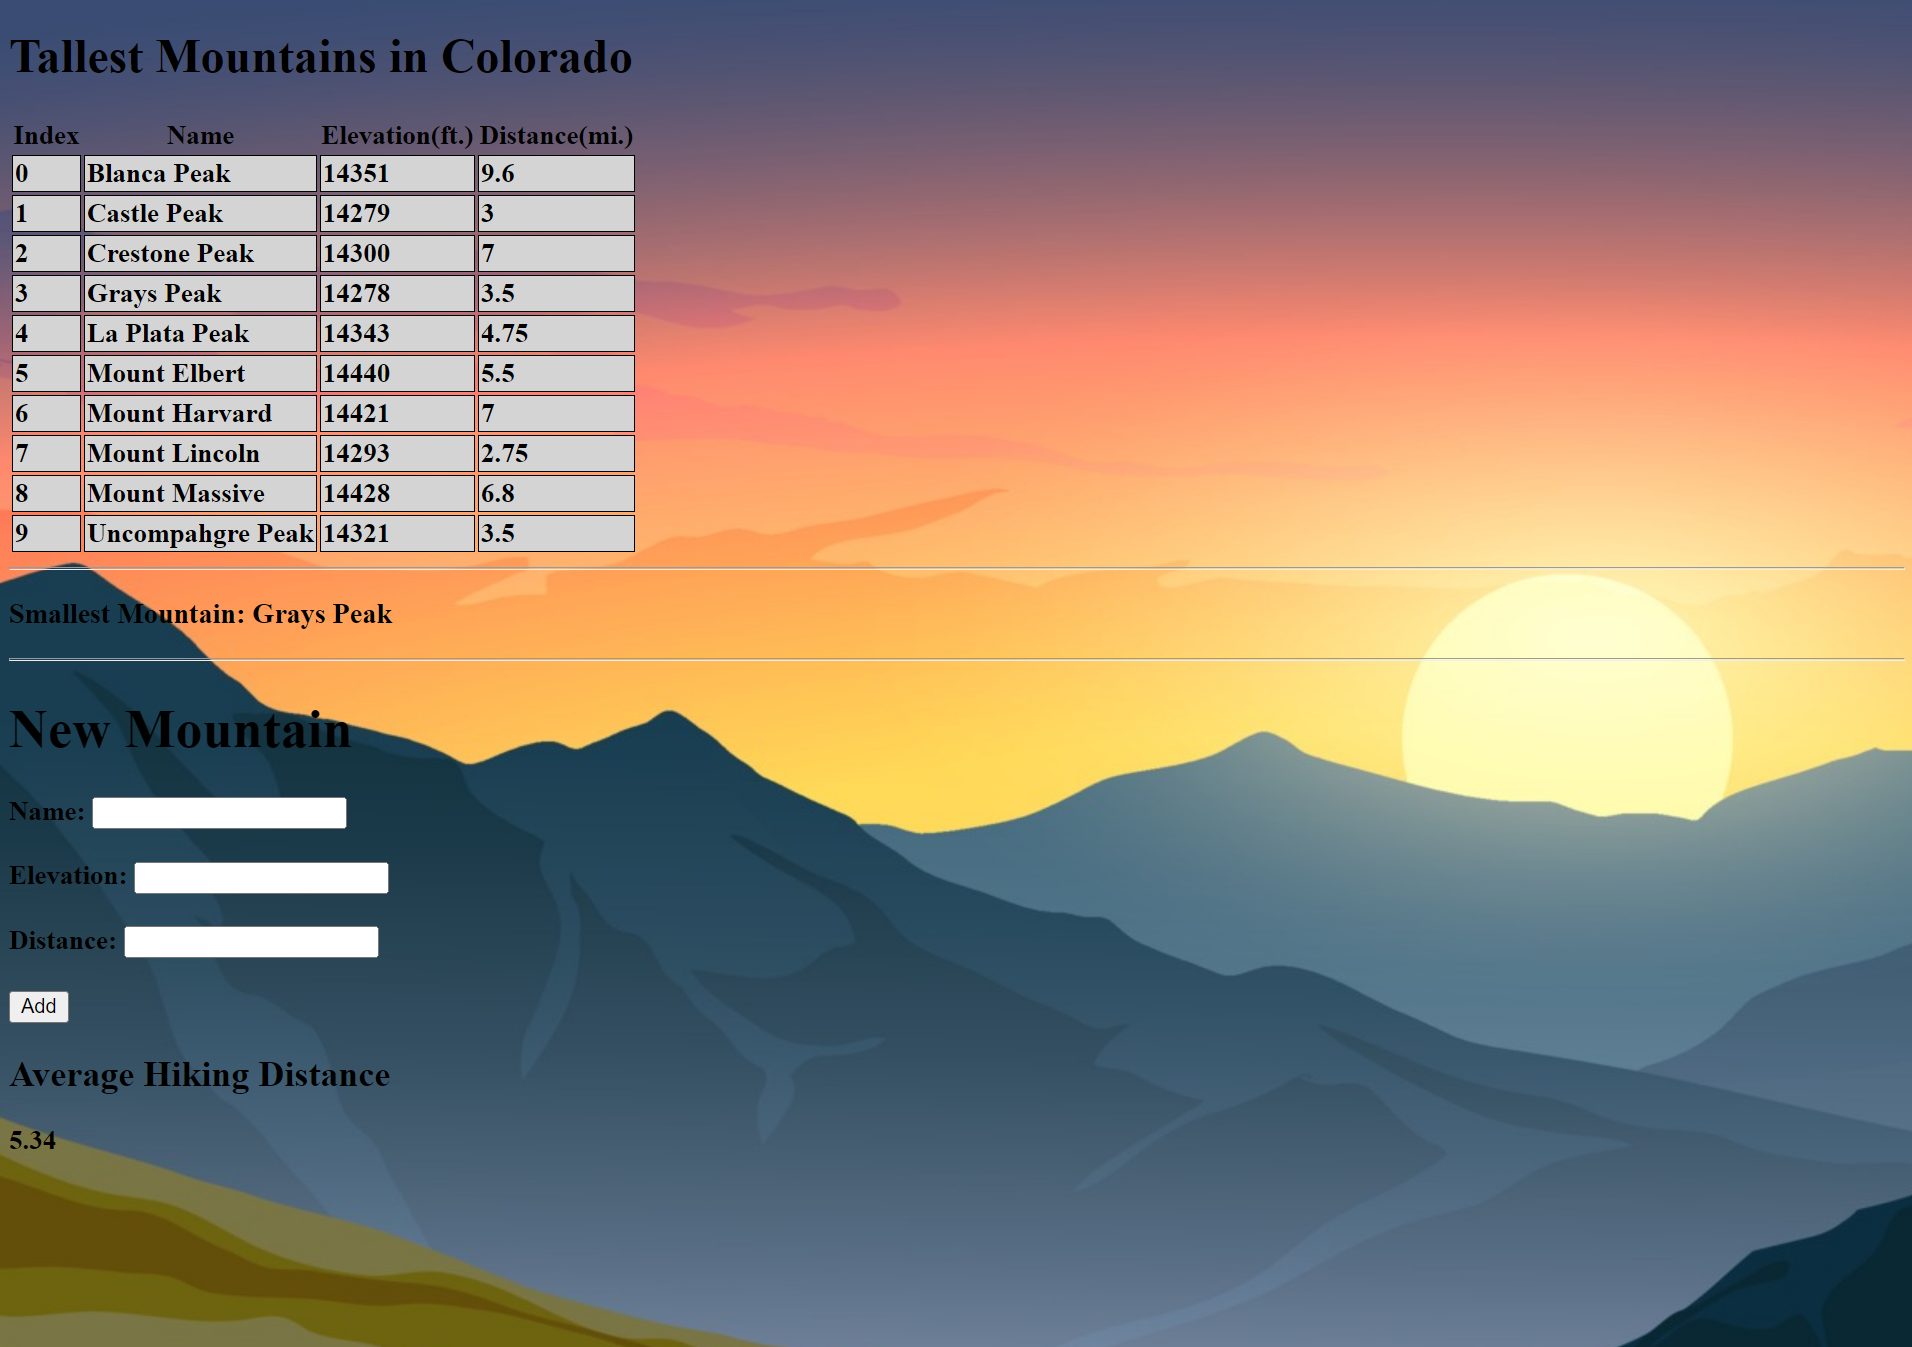 Tallest Mountains in Colorado
Index Name Elevation(ft.) Distance(mi.)
0 Blanca Peak 14351 9.6
1 Castle Peak 14279 3
2 Crestone Peak 14300 7
3 Grays Peak 14278 3.5
4 La Plata Peak 14343 4.75
5 Mount Elbert 14440 5.5
6 Mount Harvard 14421 7
7 Mount Lincoln 14293 2.75
8 Mount Massive 14428 6.8
9 Uncompahgre Peak 14321 3.5
Smallest Mountain: Grays Peak
New Mountain
Name:
Elevation:
Distance:
Add
Average Hiking Distance
5.34